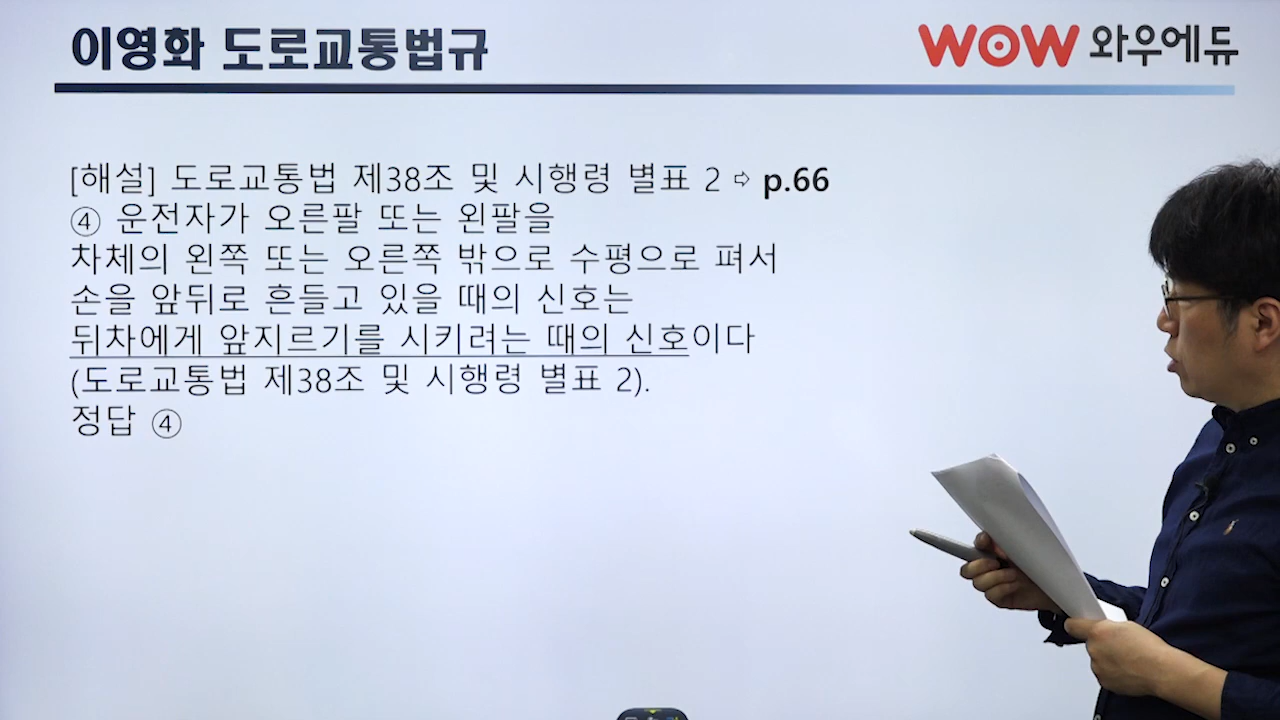 이영화 도로교통법규
WOW 와우에듀
[해설] 도로교통법 제38조 및 시행령 별표 2 ⇨ p.66
④ 운전자가 오른팔 또는 왼팔을
차체의 왼쪽 또는 오른쪽 밖으로 수평으로 펴서
손을 앞뒤로 흔들고 있을 때의 신호는
뒤차에게 앞지르기를 시키려는 때의 신호이다
(도로교통법 제38조 및 시행령 별표 2).
정답 ④